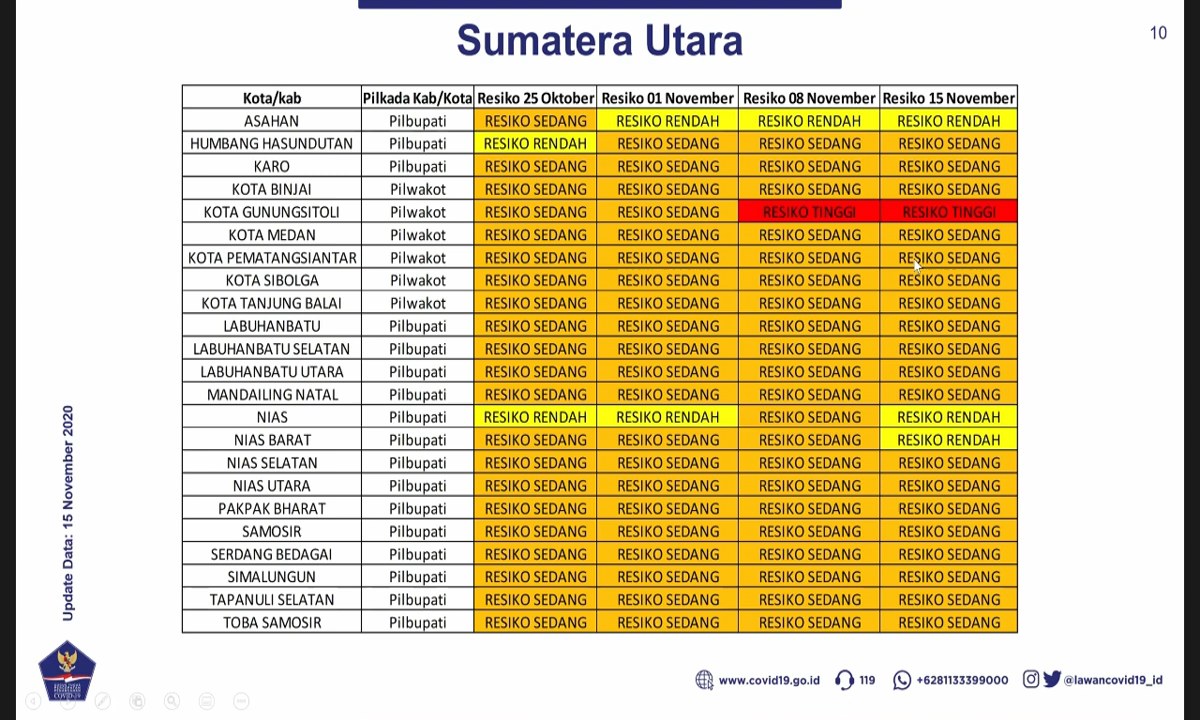 Sumatera Utara
10
Kota/kab Pilkada Kab/Kota Resiko 25 Oktober Resiko 01 November Resiko 08 November Resiko 15 November
ASAHAN Pilbupati RESIKO SEDANG RESIKO RENDAH RESIKO RENDAH RESIKO RENDAH
HUMBANG HASUNDUTAN Pilbupati RESIKO RENDAH RESIKO SEDANG RESIKO SEDANG RESIKO SEDANG
KARO Pilbupati RESIKO SEDANG RESIKO SEDANG RESIKO SEDANG RESIKO SEDANG
KOTA BINJAI Pilwakot RESIKO SEDANG RESIKO SEDANG RESIKO SEDANG RESIKO SEDANG
KOTA GUNUNGSITOLI Pilwakot RESIKO SEDANG RESIKO SEDANG RESIKO TINGGI RESIKO TINGGI
KOTA MEDAN Pilwakot RESIKO SEDANG RESIKO SEDANG RESIKO SEDANG RESIKO SEDANG
KOTA PEMATANGSIANTAR Pilwakot RESIKO SEDANG RESIKO SEDANG RESIKO SEDANG RESIKO SEDANG
KOTA SIBOLGA Pilwakot RESIKO SEDANG RESIKO SEDANG RESIKO SEDANG RESIKO SEDANG
KOTA TANJUNG BALAI Pilwakot RESIKO SEDANG RESIKO SEDANG RESIKO SEDANG RESIKO SEDANG
LABUHANBATU Pilbupati RESIKO SEDANG RESIKO SEDANG RESIKO SEDANG RESIKO SEDANG
LABUHANBATU SELATAN Pilbupati RESIKO SEDANG RESIKO SEDANG RESIKO SEDANG RESIKO SEDANG
LABUHANBATU UTARA Pilbupati RESIKO SEDANG RESIKO SEDANG RESIKO SEDANG RESIKO SEDANG
MANDAILING NATAL Pilbupati RESIKO SEDANG RESIKO SEDANG RESIKO SEDANG RESIKO SEDANG
NIAS Pilbupati RESIKO RENDAH RESIKO RENDAH RESIKO SEDANG RESIKO RENDAH
NIAS BARAT Pilbupati RESIKO SEDANG RESIKO SEDANG RESIKO SEDANG RESIKO RENDAH
NIAS SELATAN Pilbupati RESIKO SEDANG RESIKO SEDANG RESIKO SEDANG RESIKO SEDANG
NIAS UTARA Pilbupati RESIKO SEDANG RESIKO SEDANG RESIKO SEDANG RESIKO SEDANG
PAKPAK BHARAT Pilbupati RESIKO SEDANG RESIKO SEDANG RESIKO SEDANG RESIKO SEDANG
SAMOSIR Pilbupati RESIKO SEDANG RESIKO SEDANG RESIKO SEDANG RESIKO SEDANG
SERDANG BEDAGAI Pilbupati RESIKO SEDANG RESIKO SEDANG RESIKO SEDANG RESIKO SEDANG
SIMALUNGUN Pilbupati RESIKO SEDANG RESIKO SEDANG RESIKO SEDANG RESIKO SEDANG
TAPANULI SELATAN Pilbupati RESIKO SEDANG RESIKO SEDANG RESIKO SEDANG RESIKO SEDANG
TOBA SAMOSIR Pilbupati RESIKO SEDANG RESIKO SEDANG RESIKO SEDANG RESIKO SEDANG
Update Data: 15 November 2020
COVID-19
www.covid19.go.id 119 +6281133399000 @lawancovid19_id